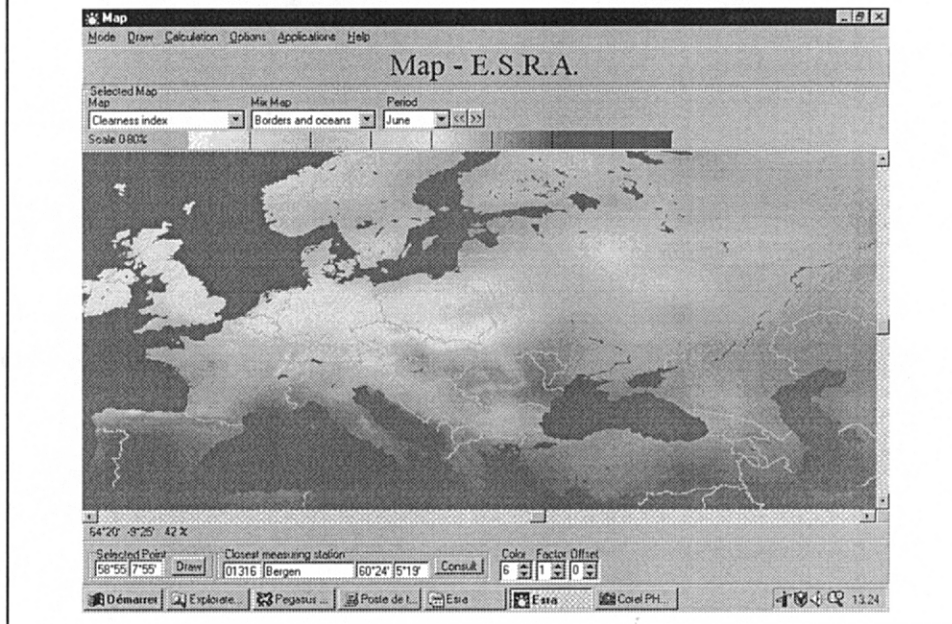 Map
Mode Draw Calculation Options Applications Help
Map - E.S.R.A.
Selected Map
Map Mix Map Period
Clearness index Borders and oceans June << >>
Scale 0-80%
64°20' -9°25' 42 %
Selected Point Closest measuring station Color Factor Offset
58°55 7°55' Draw 01316 Bergen 60°24' 5°19' Consult 6 1 0
Démarrer Explorate... Pegasus ... Poste de t... Esra Esra Corel PH... 13:24